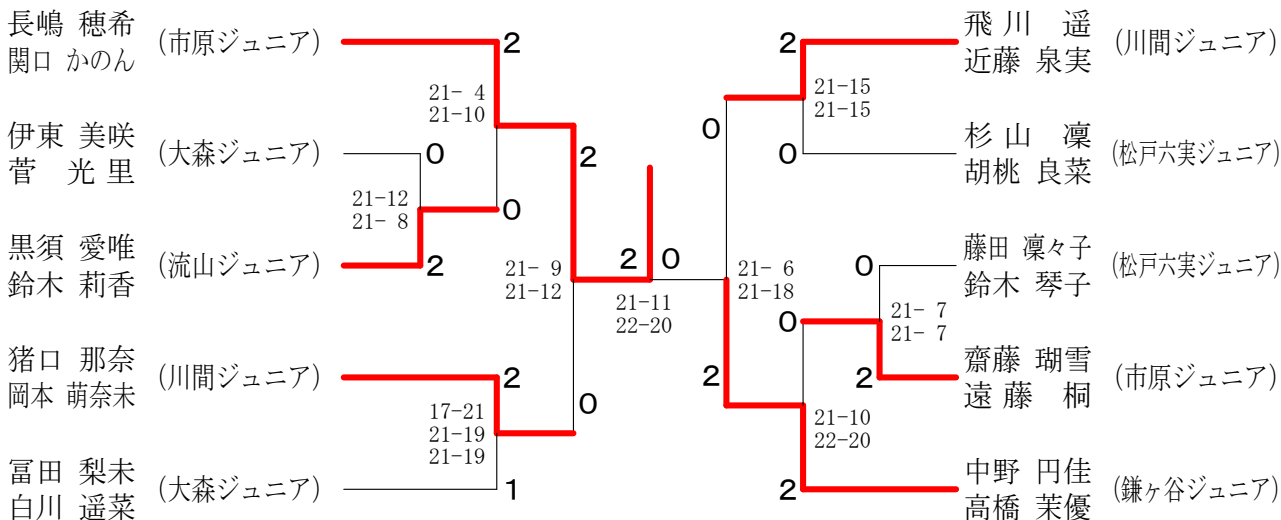 長嶋 穂希
関口 かのん
(市原ジュニア)
伊東 美咲
菅 光里
(大森ジュニア)
黒須 愛唯
鈴木 莉香
(流山ジュニア)
猪口 那奈
岡本 萌奈未
(川間ジュニア)
冨田 梨未
白川 遥菜
(大森ジュニア)
2
21- 4
21-10
0
21-12
21- 8
0
2
2
21- 9
21-12
2
17-21
21-19
21-19
0
1
2 0
21-11
22-20
2
21-15
21-15
0
0
21- 6
21-18
0
21- 7
21- 7
0
2
2
21-10
22-20
2
飛川 遥
近藤 泉実
(川間ジュニア)
杉山 凜
胡桃 良菜
(松戸六実ジュニア)
藤田 凜々子
鈴木 琴子
(松戸六実ジュニア)
齋藤 瑚雪
遠藤 桐
(市原ジュニア)
中野 円佳
高橋 茉優
(鎌ヶ谷ジュニア)